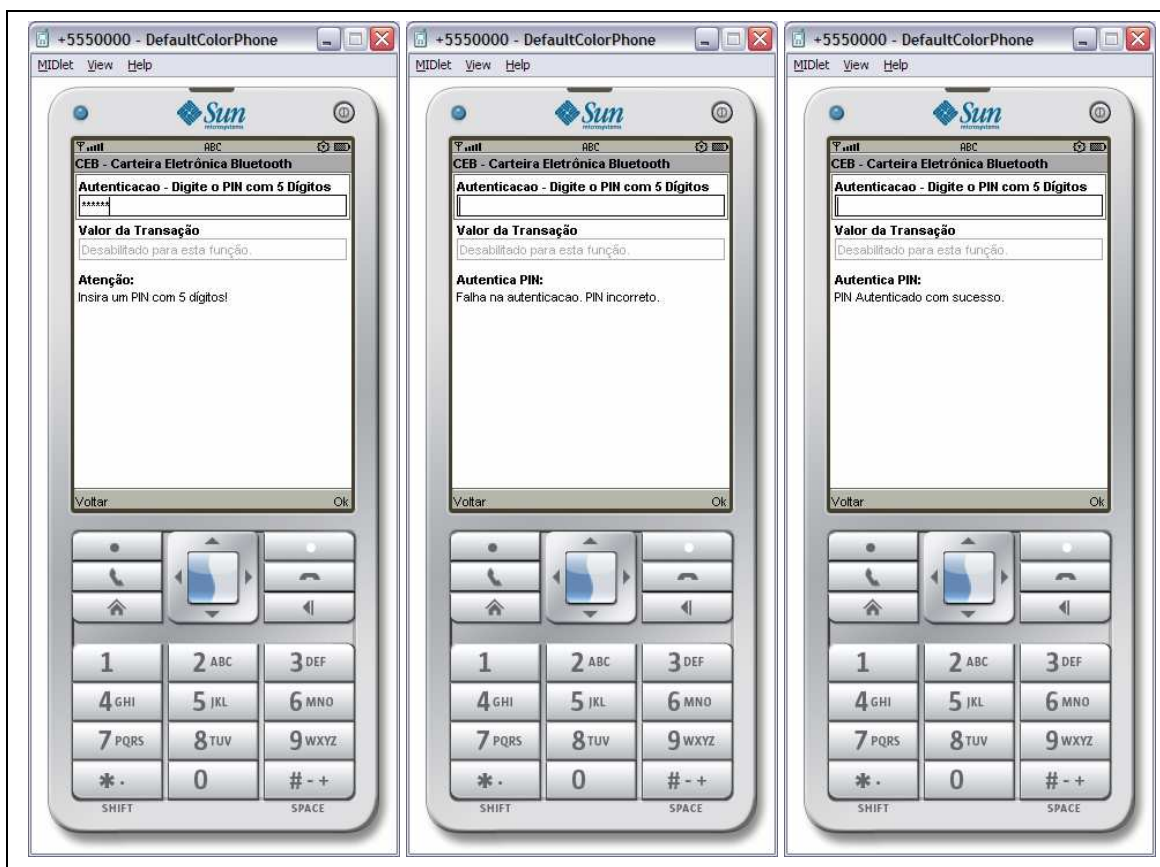 +5550000 - DefaultColorPhone
MIDlet View Help
Sun
microsystems
ABC
CEB - Carteira Eletrônica Bluetooth
Autenticacao - Digite o PIN com 5 Dígitos
******
Valor da Transação
Desabilitado para esta função.
Atenção:
Insira um PIN com 5 dígitos!
Voltar Ok
1 2 ABC 3 DEF
4 GHI 5 JKL 6 MNO
7 PQRS 8 TUV 9 WXYZ
* . 0 # - +
SHIFT SPACE
+5550000 - DefaultColorPhone
MIDlet View Help
Sun
microsystems
ABC
CEB - Carteira Eletrônica Bluetooth
Autenticacao - Digite o PIN com 5 Dígitos
Valor da Transação
Desabilitado para esta função.
Autentica PIN:
Falha na autenticacao. PIN incorreto.
Voltar Ok
1 2 ABC 3 DEF
4 GHI 5 JKL 6 MNO
7 PQRS 8 TUV 9 WXYZ
* . 0 # - +
SHIFT SPACE
+5550000 - DefaultColorPhone
MIDlet View Help
Sun
microsystems
ABC
CEB - Carteira Eletrônica Bluetooth
Autenticacao - Digite o PIN com 5 Dígitos
Valor da Transação
Desabilitado para esta função.
Autentica PIN:
PIN Autenticado com sucesso.
Voltar Ok
1 2 ABC 3 DEF
4 GHI 5 JKL 6 MNO
7 PQRS 8 TUV 9 WXYZ
* . 0 # - +
SHIFT SPACE